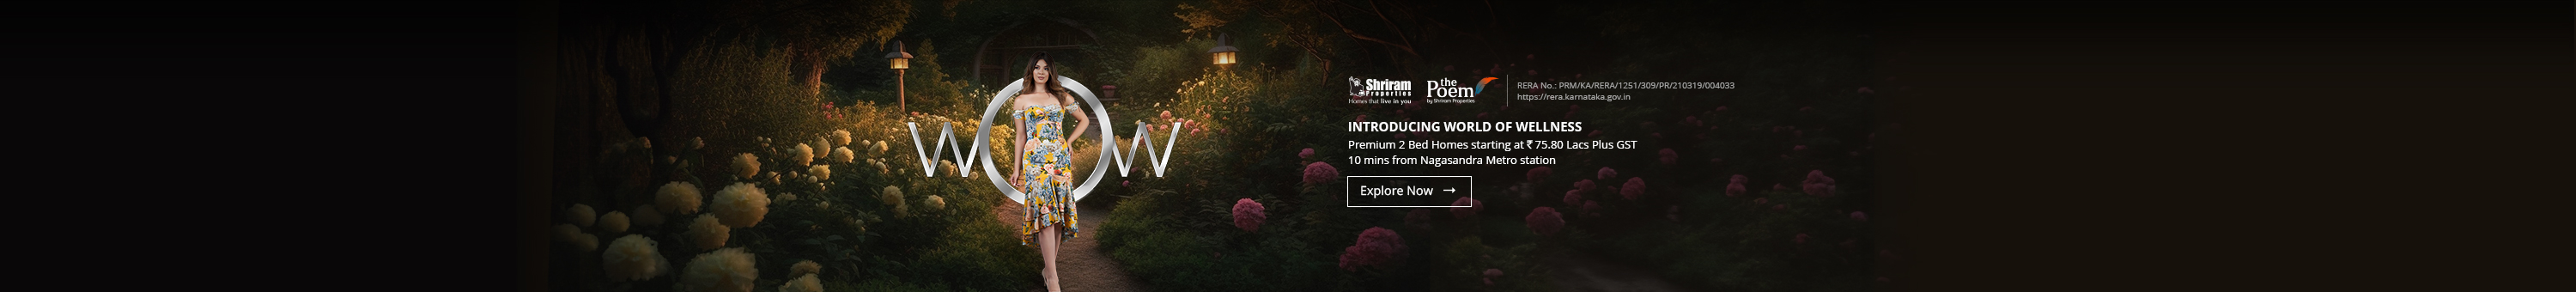 WOW
Shriram
Properties
Homes that live in you
the
Poem
by Shriram Properties
RERA No.: PRM/KA/RERA/1251/309/PR/210319/004033
https://rera.karnataka.gov.in
INTRODUCING WORLD OF WELLNESS
Premium 2 Bed Homes starting at ₹ 75.80 Lacs Plus GST
10 mins from Nagasandra Metro station
Explore Now →